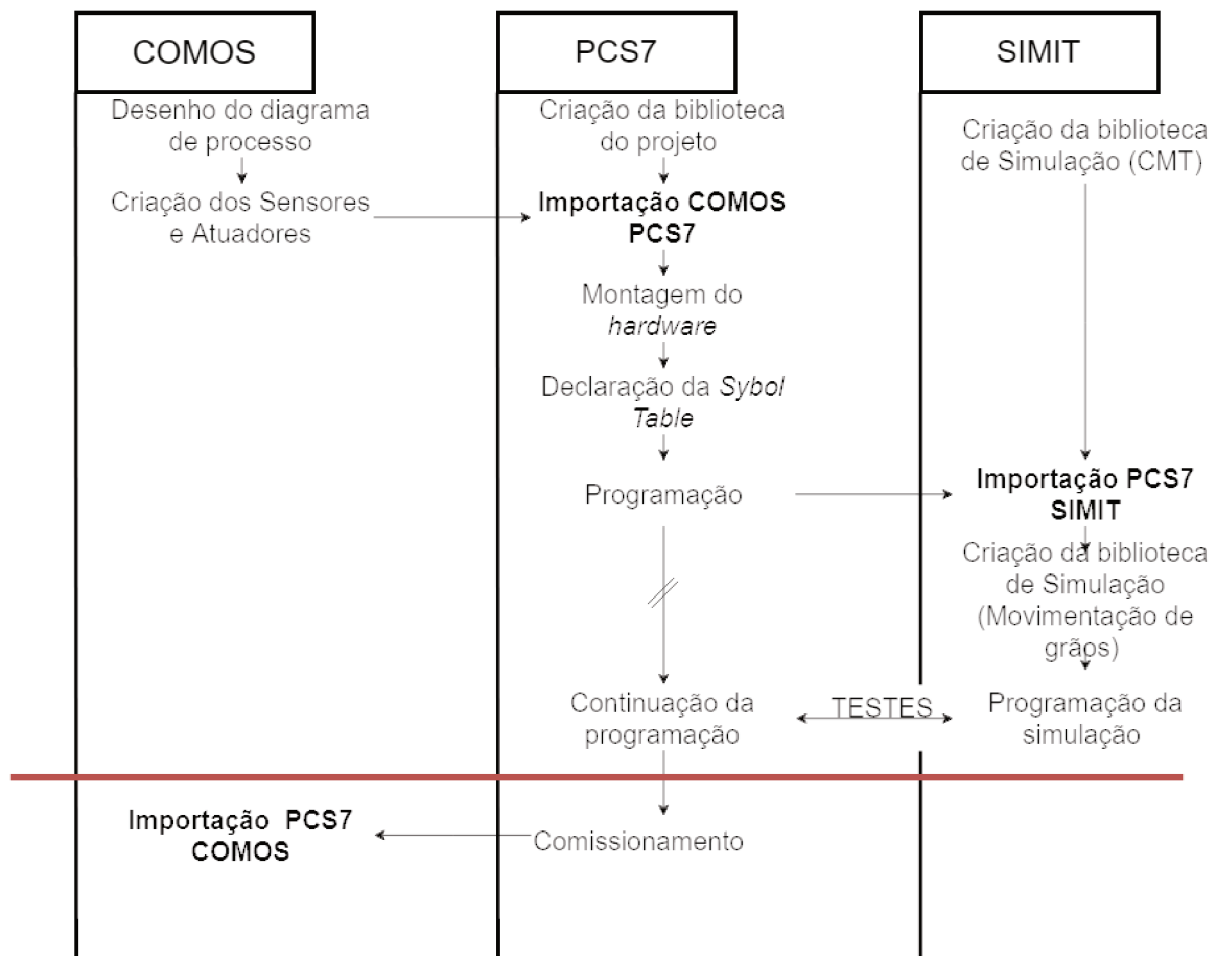 COMOS
Desenho do diagrama
de processo
Criação dos Sensores
e Atuadores
Importação PCS7
COMOS
PCS7
Criação da biblioteca
do projeto
Importação COMOS
PCS7
Montagem do
hardware
Declaração da Sybol
Table
Programação
Continuação da
programação
Comissionamento
TESTES
SIMIT
Criação da biblioteca
de Simulação (CMT)
Importação PCS7
SIMIT
Criação da biblioteca
de Simulação
(Movimentação de
grãos)
Programação da
simulação